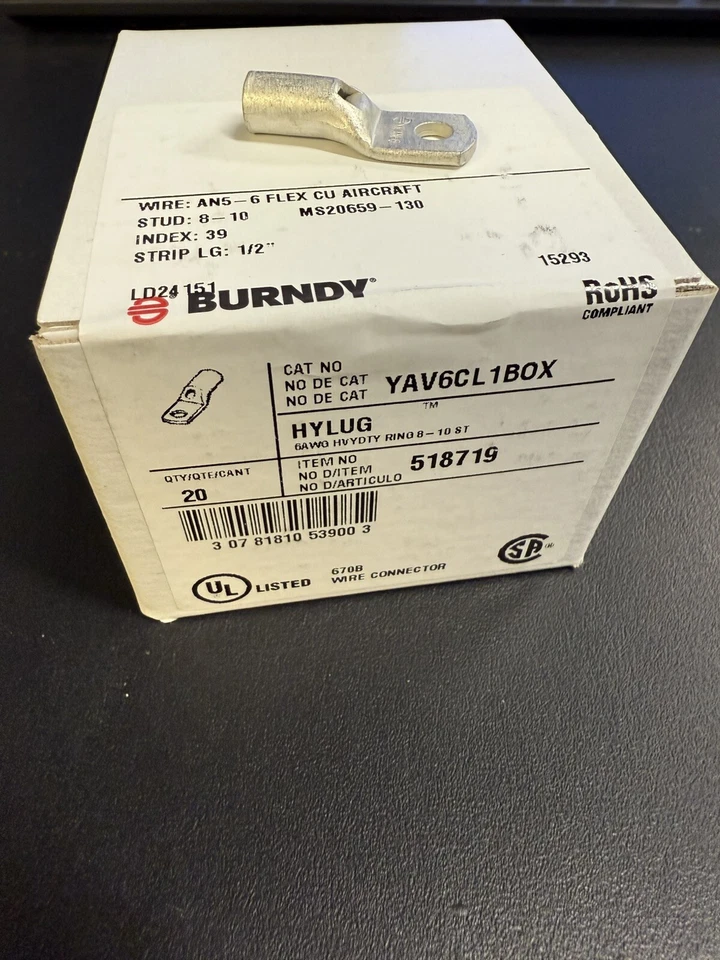 WIRE: AN5-6 FLEX CU AIRCRAFT
STUD: 8-10 MS20659-130
INDEX: 39
STRIP LG: 1/2"
15293
LD24151
BURNDY®
RoHS
COMPLIANT
CAT NO
NO DE CAT YAV6CL1BOX
NO DE CAT
HYLUG™
6AWG HVYDTY RING 8-10 ST
QTY/QTE/CANT
20
ITEM NO
NO D/ITEM 518719
NO D/ARTICULO
3 07 81810 53900 3
UL LISTED
670B
WIRE CONNECTOR
SP®